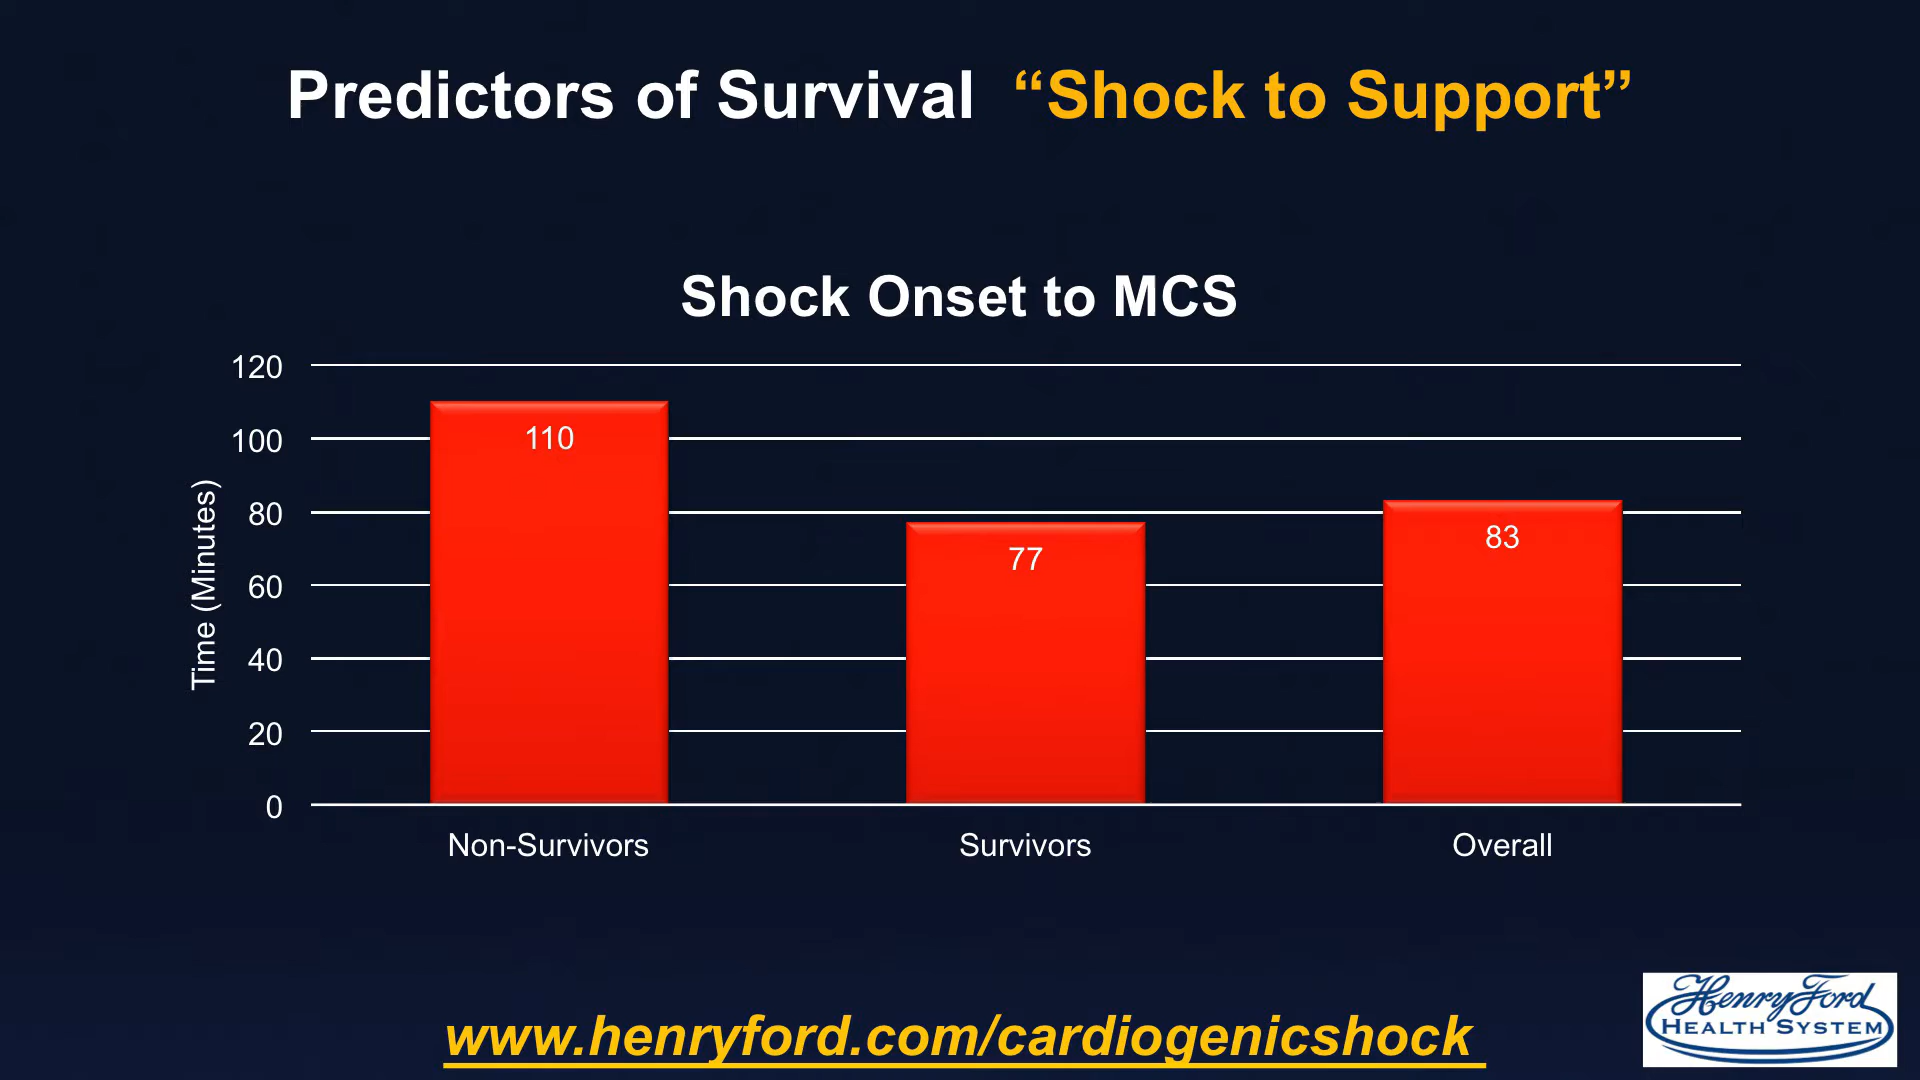 Predictors of Survival “Shock to Support”
Shock Onset to MCS
Time (Minutes)
120
100
80
60
40
20
0
110
77
83
Non-Survivors
Survivors
Overall
www.henryford.com/cardiogenicshock
Henry Ford
HEALTH SYSTEM